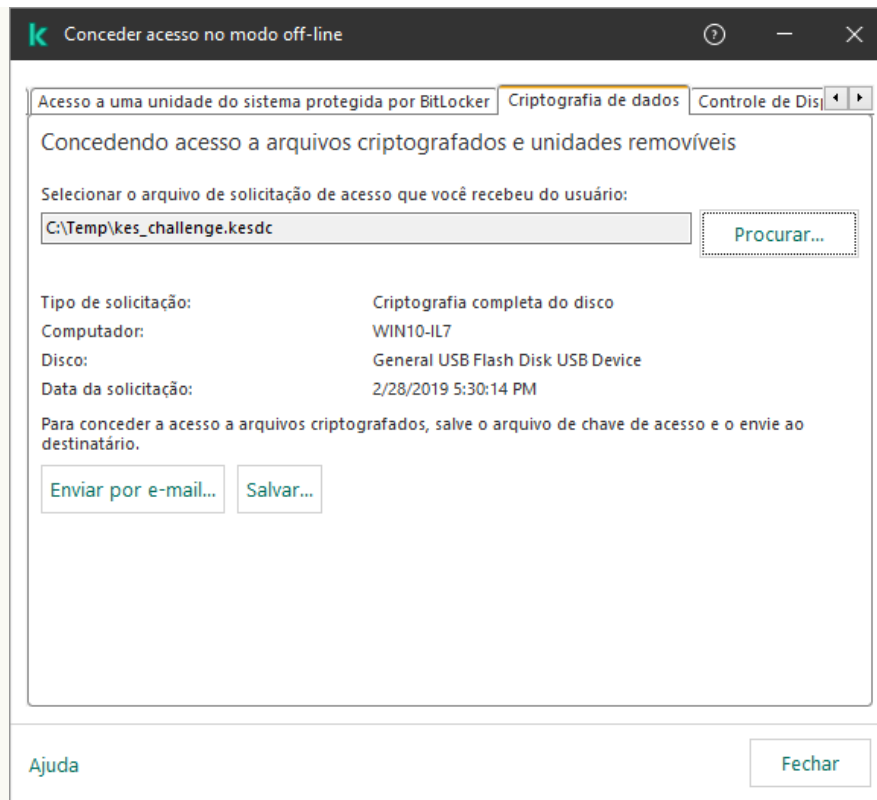 Conceder acesso no modo off-line
Acesso a uma unidade do sistema protegida por BitLocker
Criptografia de dados
Controle de
Concedendo acesso a arquivos criptografados e unidades removíveis
Selecionar o arquivo de solicitação de acesso que você recebeu do usuário:
C:\Temp\kes_challenge.kesdc
Procurar...
Tipo de solicitação: Criptografia completa do disco
Computador: WIN10-IL7
Disco: General USB Flash Disk USB Device
Data da solicitação: 2/28/2019 5:30:14 PM
Para conceder a acesso a arquivos criptografados, salve o arquivo de chave de acesso e o envie ao
destinatário.
Enviar por e-mail... Salvar...
Ajuda
Fechar